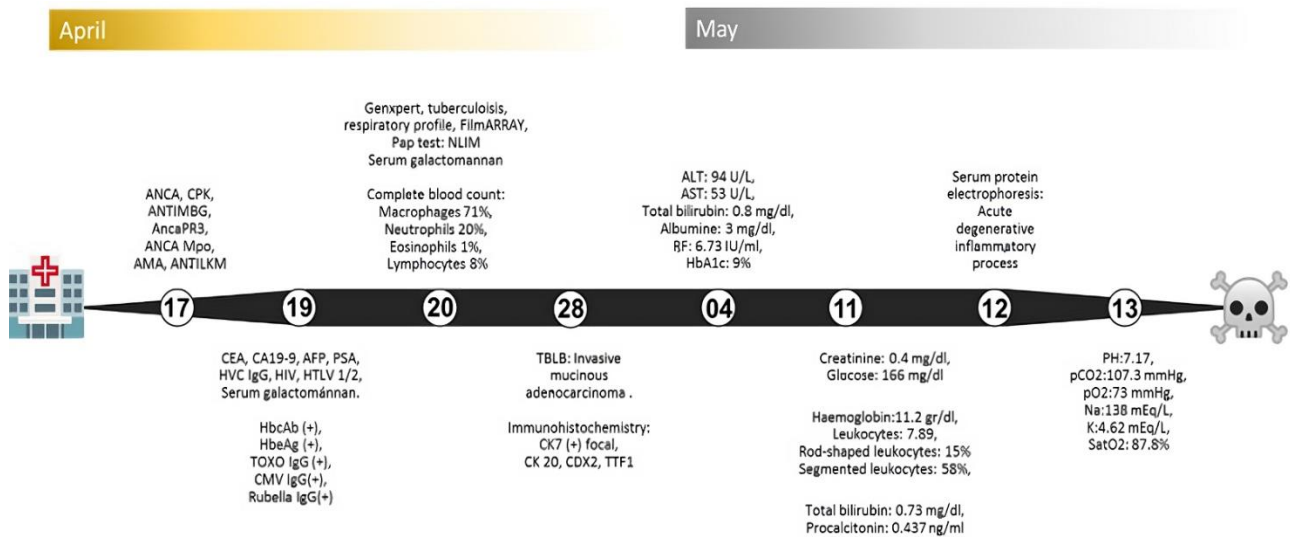 April
May
Genxpert, tuberculoisis,
respiratory profile, FilmARRAY,
Pap test: NLIM
Serum galactomannan
Complete blood count:
Macrophages 71%,
Neutrophils 20%,
Eosinophils 1%,
Lymphocytes 8%
ANCA, CPK,
ANTIMBG,
AncaPR3,
ANCA Mpo,
AMA, ANTILKM
ALT: 94 U/L,
AST: 53 U/L,
Total bilirubin: 0.8 mg/dl,
Albumine: 3 mg/dl,
RF: 6.73 IU/ml,
HbA1c: 9%
Serum protein
electrophoresis:
Acute
degenerative
inflammatory
process
17
19
20
28
04
11
12
13
CEA, CA19-9, AFP, PSA,
HVC IgG, HIV, HTLV 1/2,
Serum galactománnan.
HbcAb (+),
HbeAg (+),
TOXO IgG (+),
CMV IgG(+),
Rubella IgG(+)
TBLB: Invasive
mucinous
adenocarcinoma .
Immunohistochemistry:
CK7 (+) focal,
CK 20, CDX2, TTF1
Creatinine: 0.4 mg/dl,
Glucose: 166 mg/dl
Haemoglobin:11.2 gr/dl,
Leukocytes: 7.89,
Rod-shaped leukocytes: 15%
Segmented leukocytes: 58%,
Total bilirubin: 0.73 mg/dl,
Procalcitonin: 0.437 ng/ml
PH:7.17,
pCO2:107.3 mmHg,
pO2:73 mmHg,
Na:138 mEq/L,
K:4.62 mEq/L,
SatO2: 87.8%